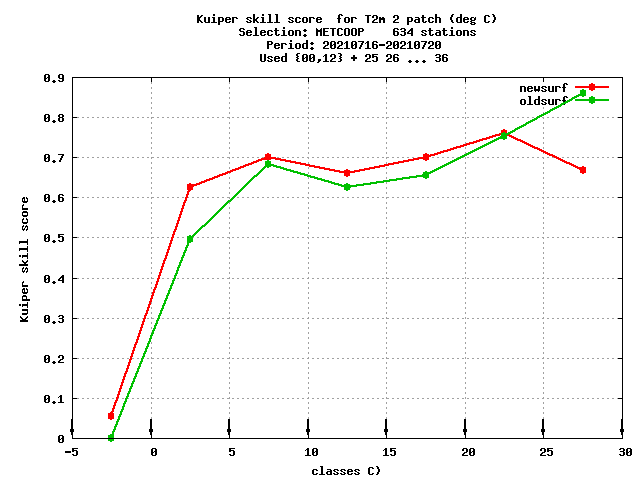 Kuiper skill score  for T2m 2 patch (deg C)
Selection: METCOOP    634 stations
Period: 20210716-20210720
Used {00,12} + 25 26 ... 36
newsurf
oldsurf
0.9
0.8
0.7
0.6
0.5
0.4
0.3
0.2
0.1
0
Kuiper skill score
-5 0 5 10 15 20 25 30
classes C)